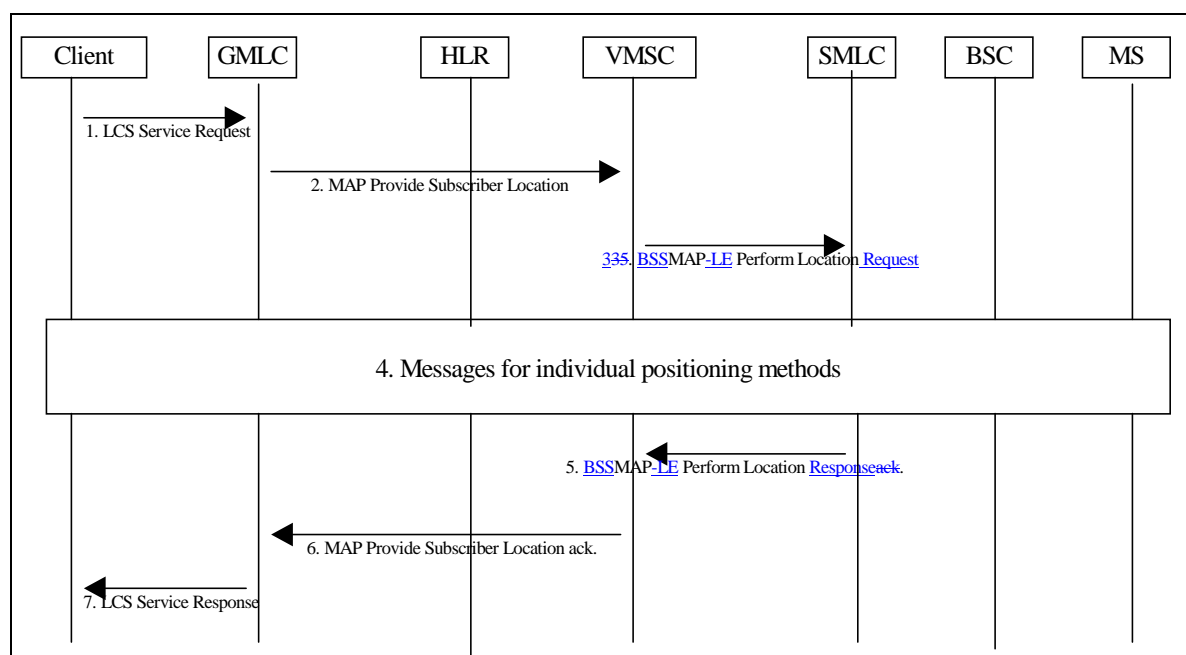 Client GMLC HLR VMSC SMLC BSC MS
1. LCS Service Request
2. MAP Provide Subscriber Location
335. BSSMAP-LE Perform Location Request
4. Messages for individual positioning methods
5. BSSMAP-LE Perform Location Responseack.
6. MAP Provide Subscriber Location ack.
7. LCS Service Response